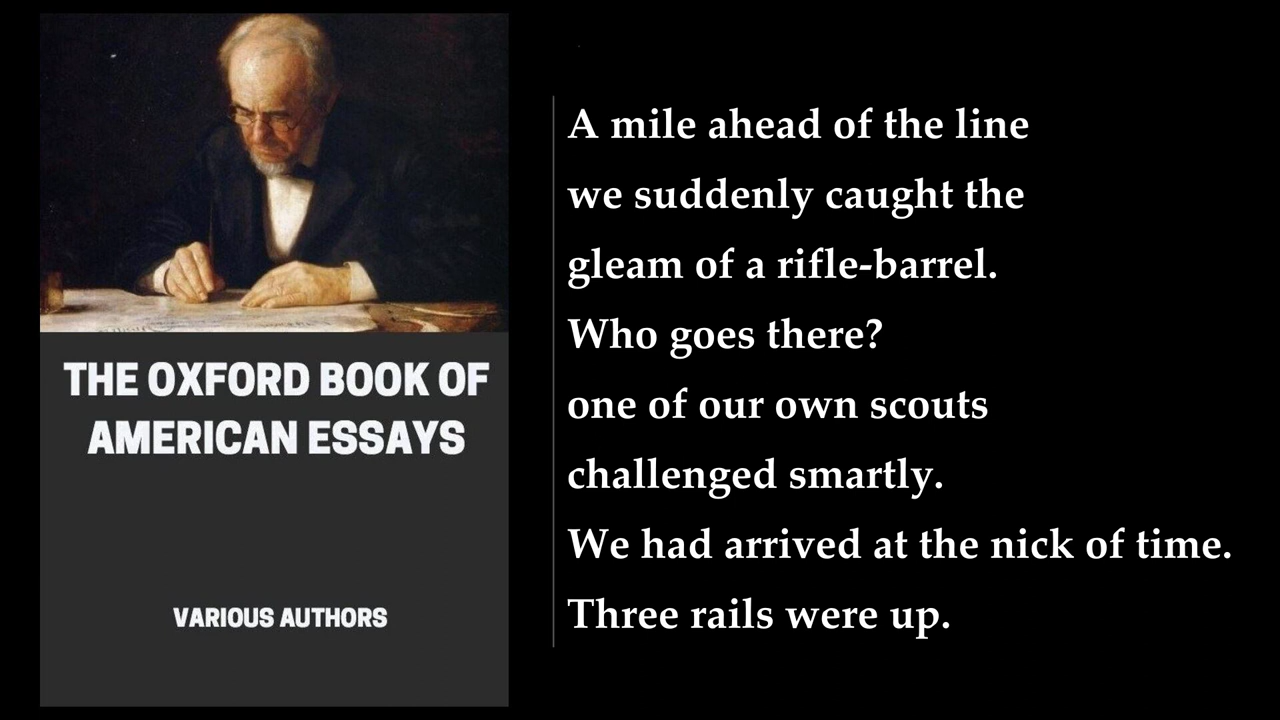 THE OXFORD BOOK OF
AMERICAN ESSAYS
VARIOUS AUTHORS
A mile ahead of the line
we suddenly caught the
gleam of a rifle-barrel.
Who goes there?
one of our own scouts
challenged smartly.
We had arrived at the nick of time.
Three rails were up.